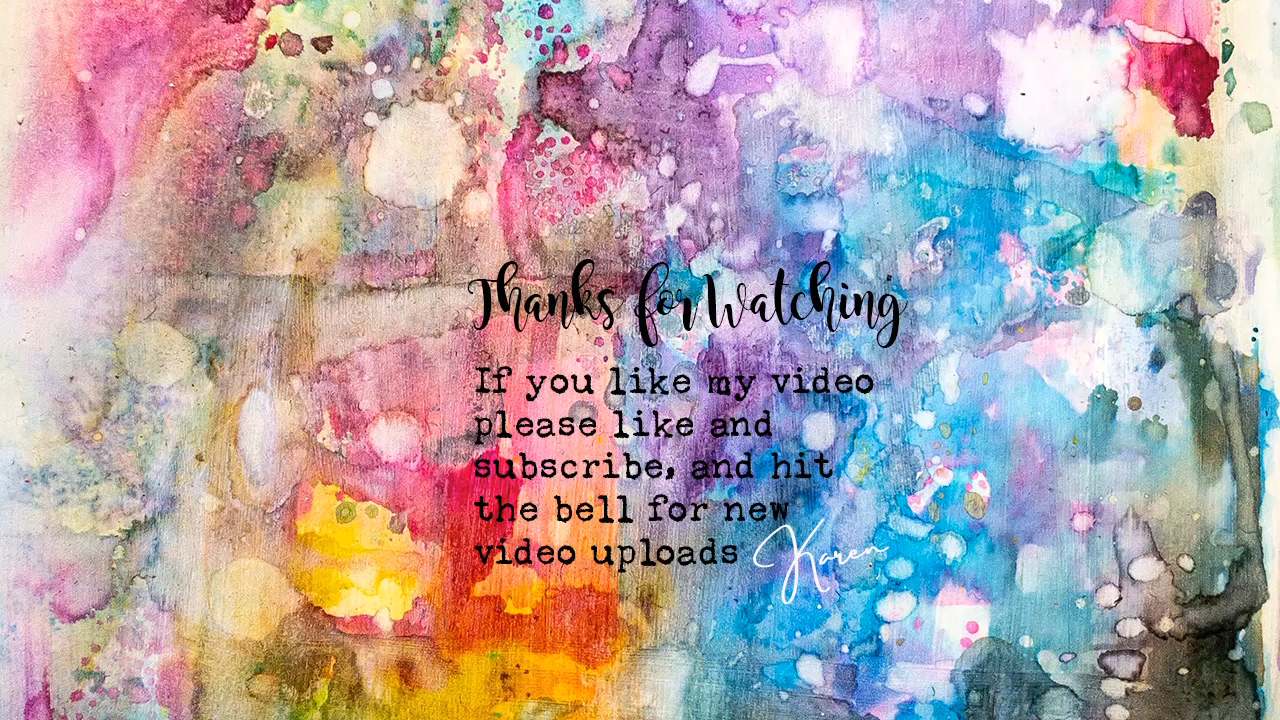 Thanks for Watching
If you like my video
please like and
subscribe, and hit
the bell for new
video uploads Karen